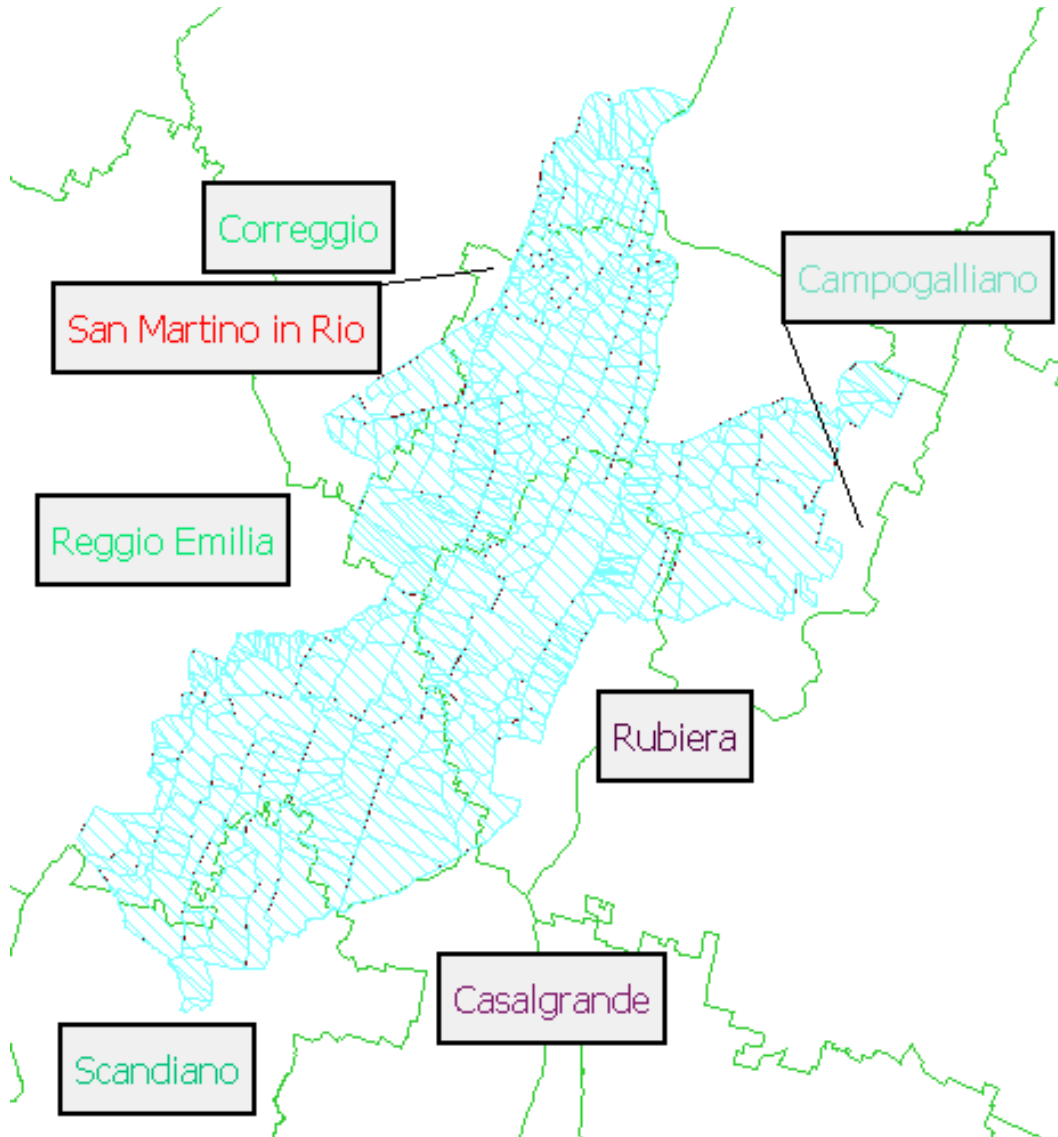 Correggio
Campogalliano
San Martino in Rio
Reggio Emilia
Rubiera
Casalgrande
Scandiano